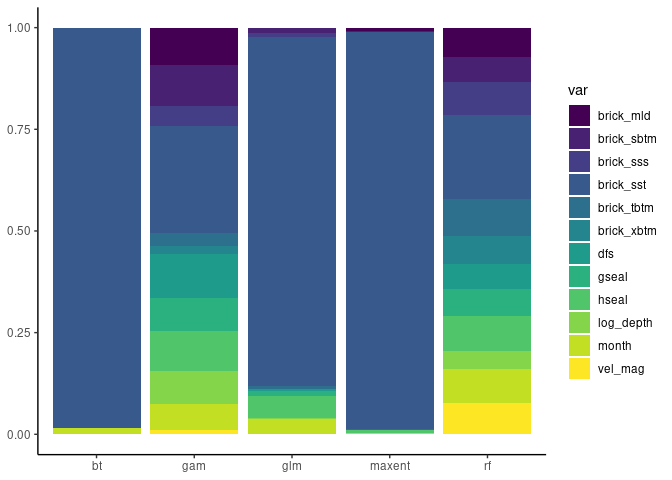 1.00
0.75
0.50
0.25
0.00
bt gam glm maxent rf
var
brick_mld
brick_sbtm
brick_sss
brick_sst
brick_tbtm
brick_xbtm
dfs
gseal
hseal
log_depth
month
vel_mag